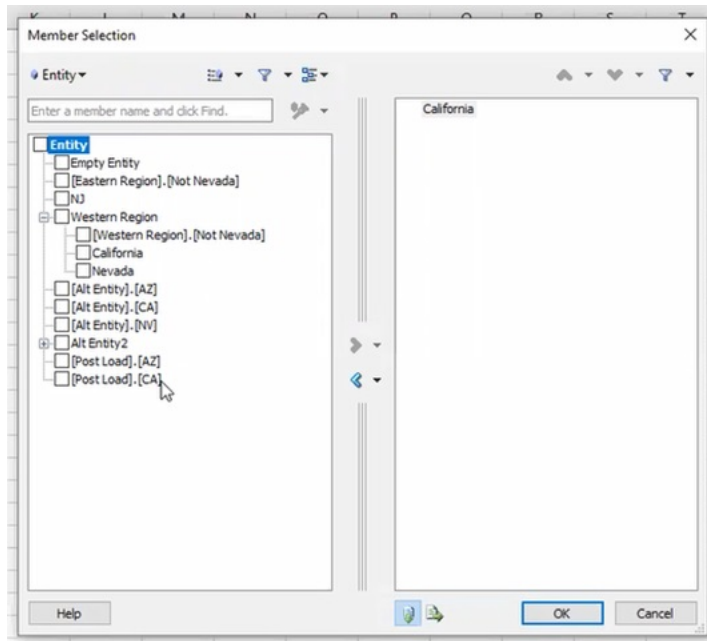 Member Selection
Entity
Enter a member name and click Find.
California
Entity
Empty Entity
[Eastern Region].[Not Nevada]
NJ
Western Region
[Western Region].[Not Nevada]
California
Nevada
[Alt Entity].[AZ]
[Alt Entity].[CA]
[Alt Entity].[NV]
Alt Entity2
[Post Load].[AZ]
[Post Load].[CA]
Help
OK
Cancel